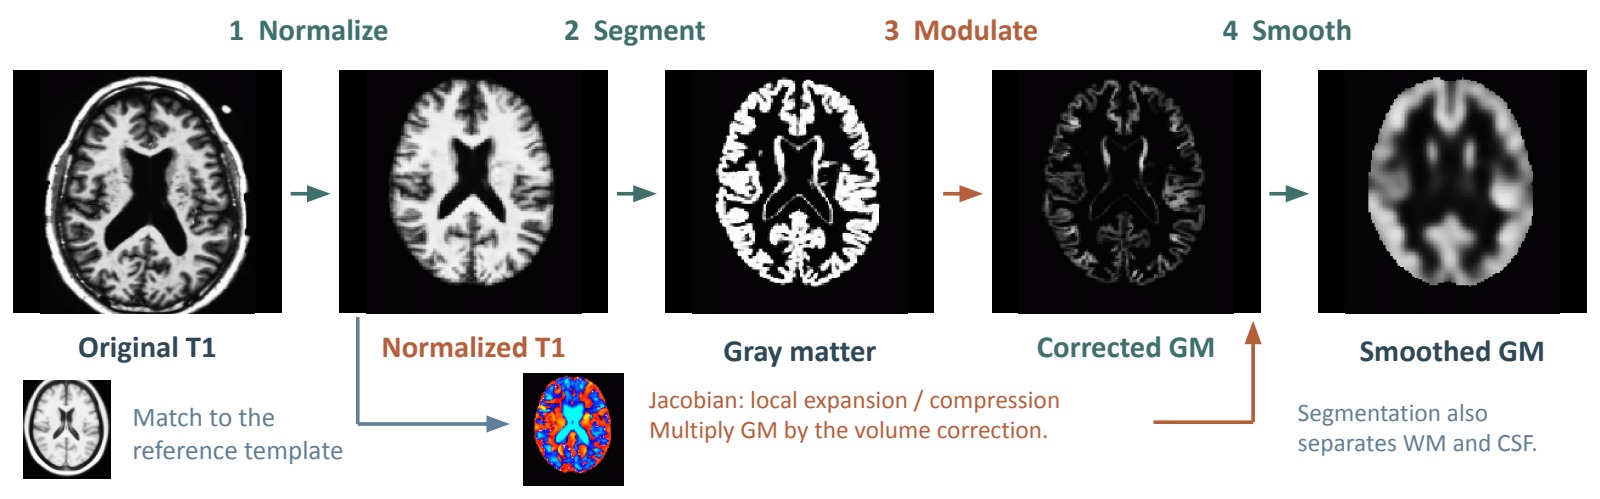 1 Normalize
2 Segment
3 Modulate
4 Smooth
Original T1
Normalized T1
Gray matter
Corrected GM
Smoothed GM
Match to the
reference template
Jacobian: local expansion / compression
Multiply GM by the volume correction.
Segmentation also
separates WM and CSF.